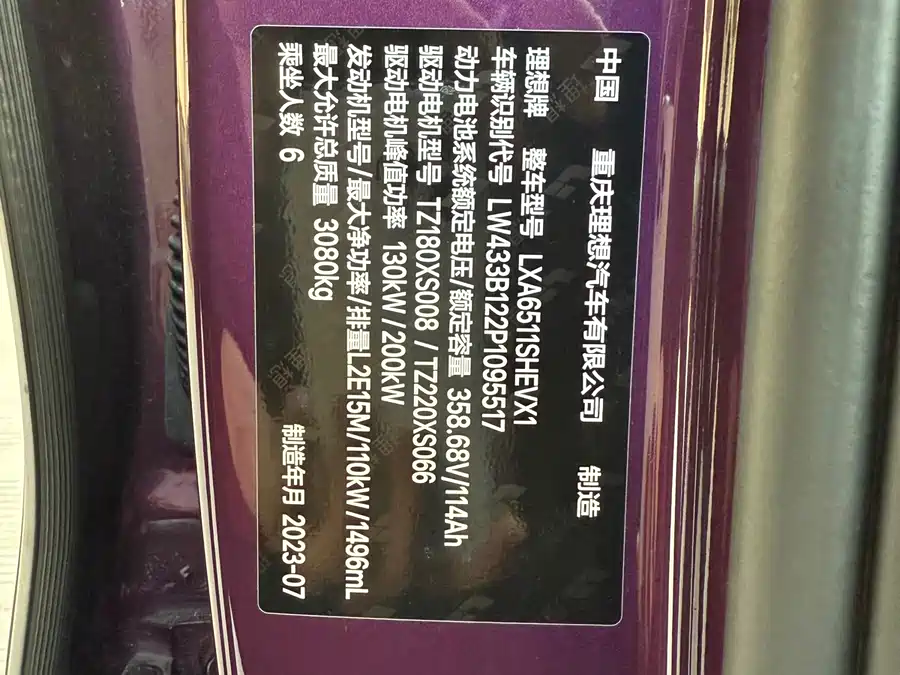 中国 重庆理想汽车有限公司 制造
理想牌 整车型号 LXA6511SHEVX1
车辆识别代号 LW433B122P1095517
动力电池系统额定电压/额定容量 358.68V/114Ah
驱动电机型号 TZ180XS008 / TZ220XS066
驱动电机峰值功率 130kW/200kW
发动机型号/最大净功率/排量L2E15M/110kW/1496mL
最大允许总质量 3080kg
乘坐人数 6 制造年月 2023-07